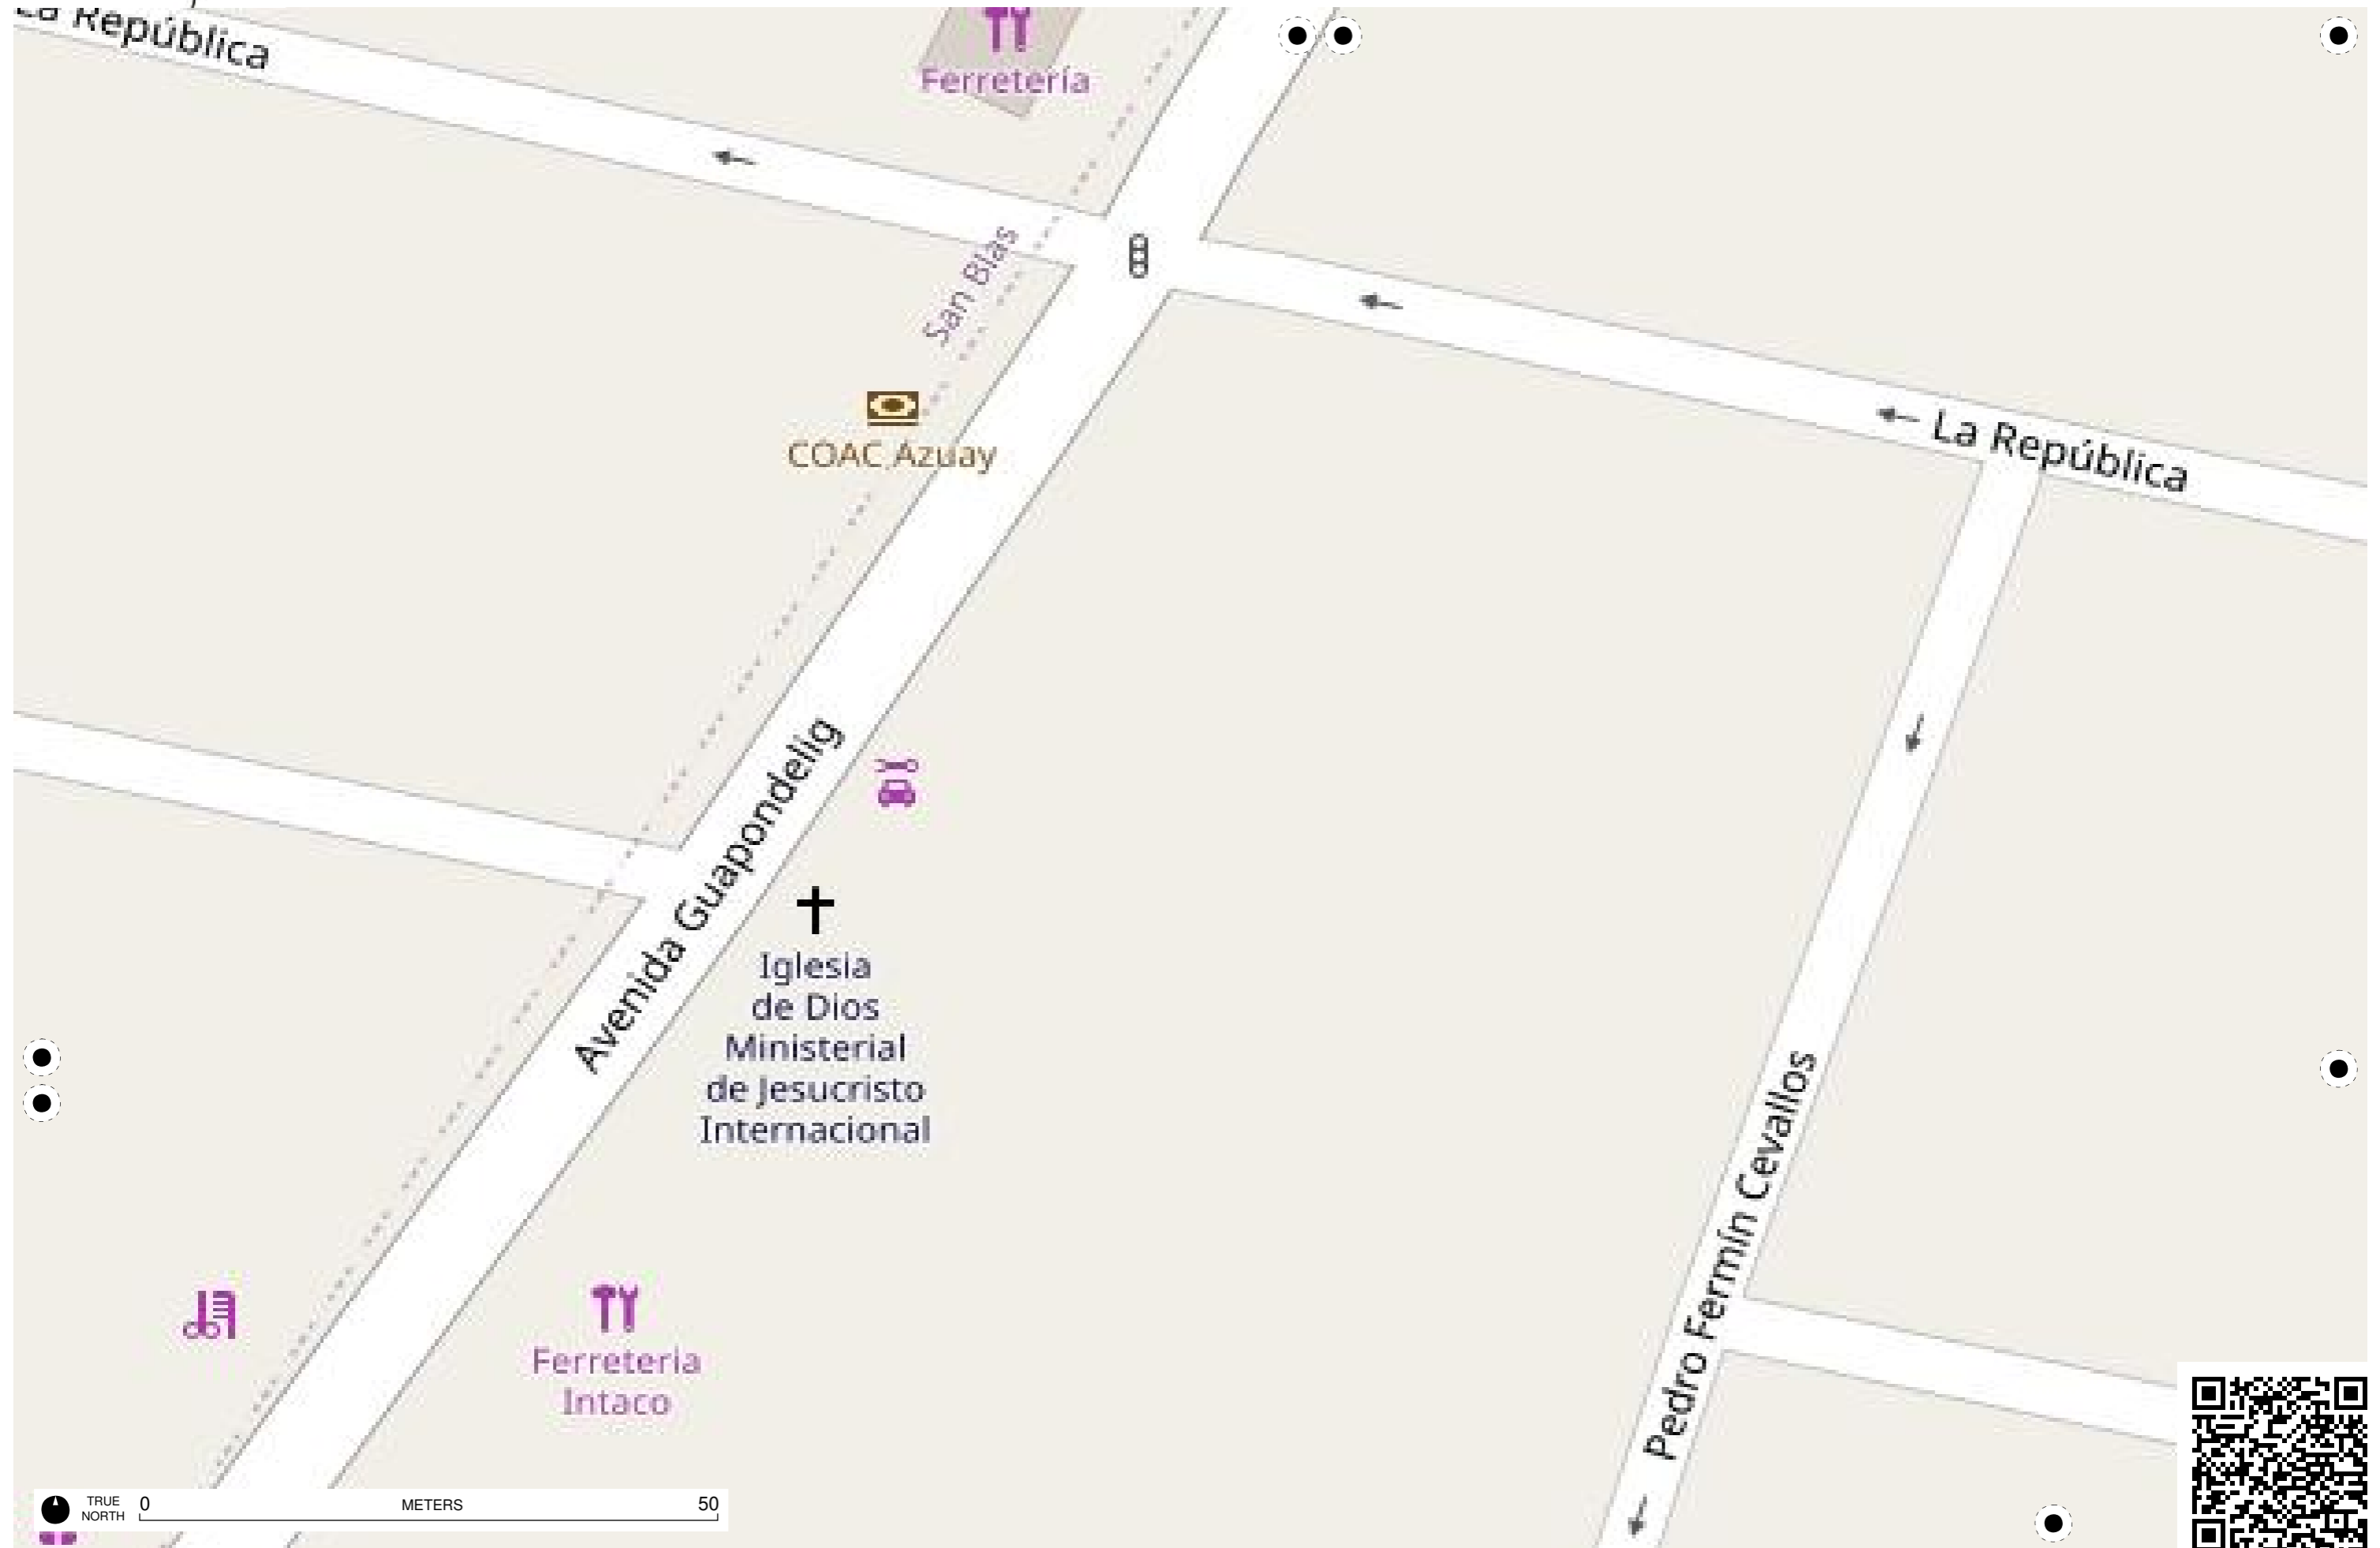 La República
Ferretería
San Blas
COAC Azuay
La República
Avenida Guapondelig
Iglesia
de Dios
Ministerial
de Jesucristo
Internacional
Pedro Fermín Cevallos
Ferreteria
Intaco
TRUE
NORTH
0
METERS
50